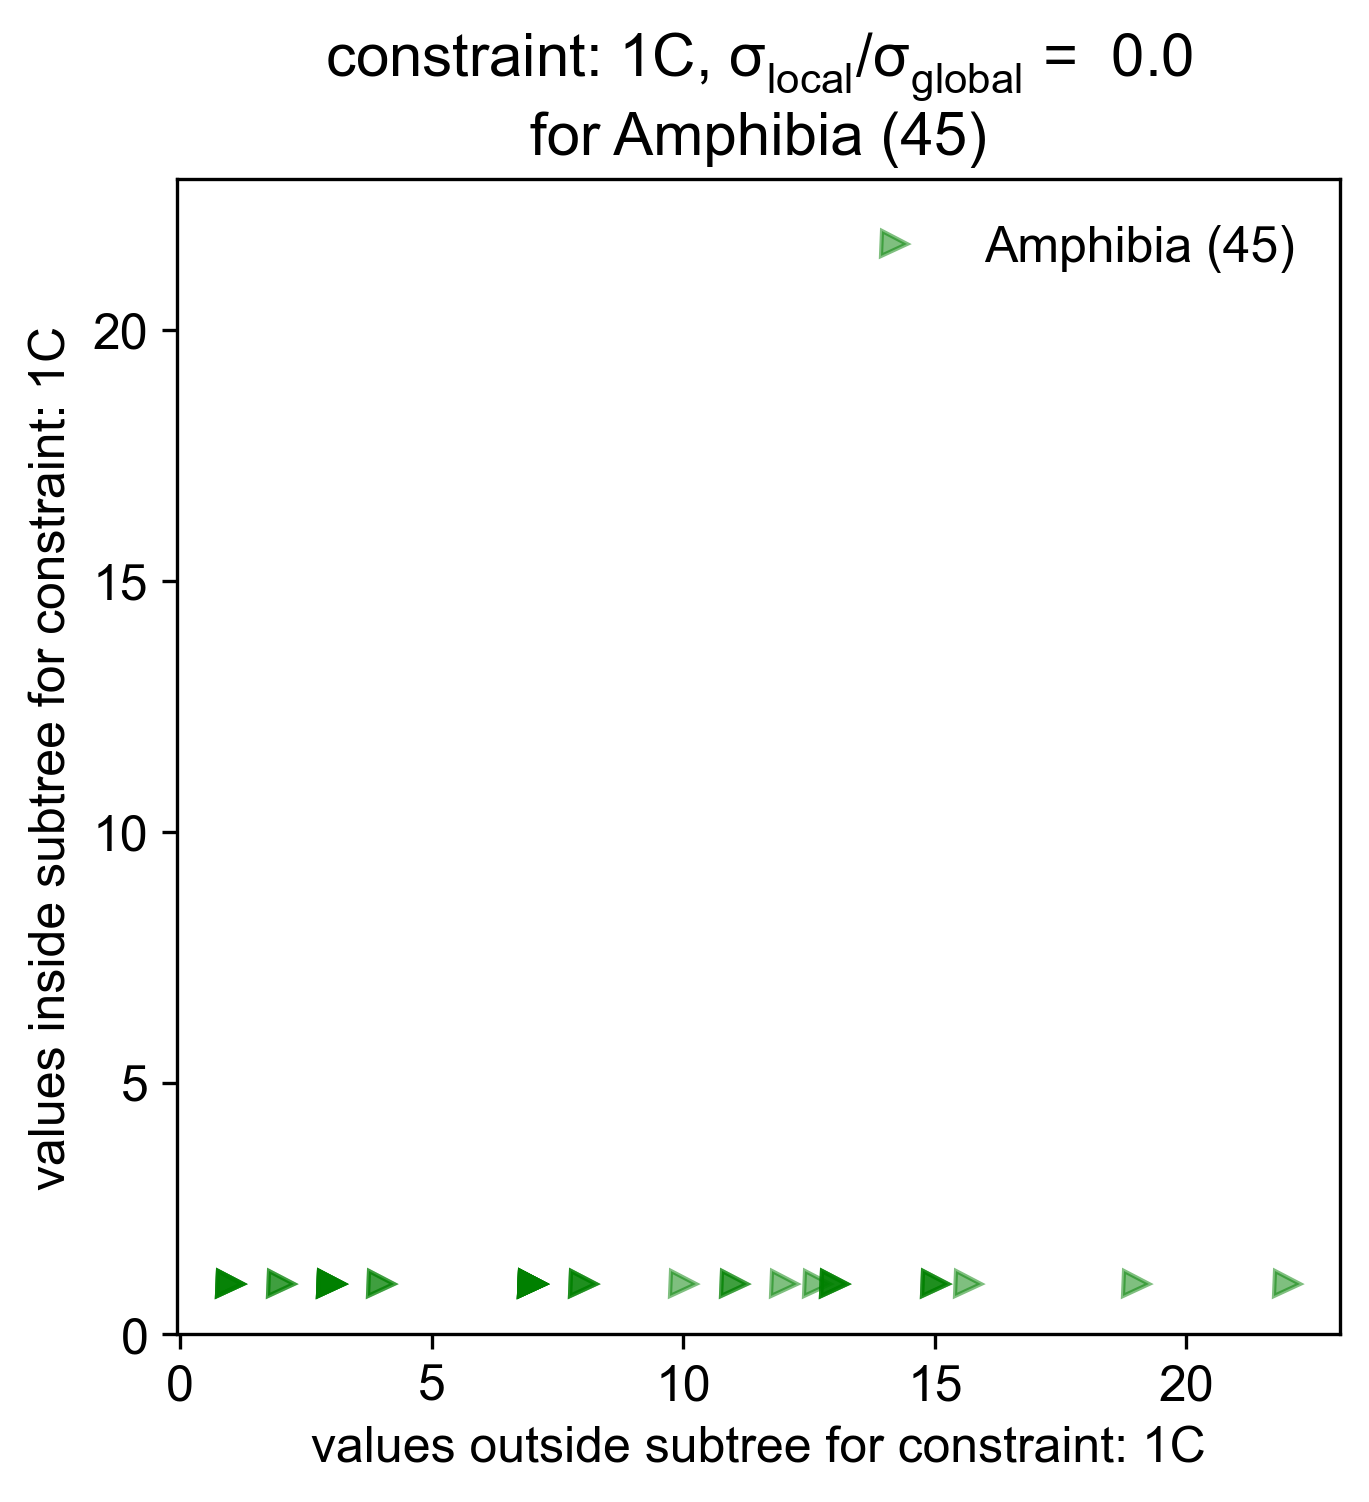 constraint: 1C, σlocal/σglobal = 0.0
for Amphibia (45)
Amphibia (45)
values inside subtree for constraint: 1C
20
15
10
5
0
0 5 10 15 20
values outside subtree for constraint: 1C